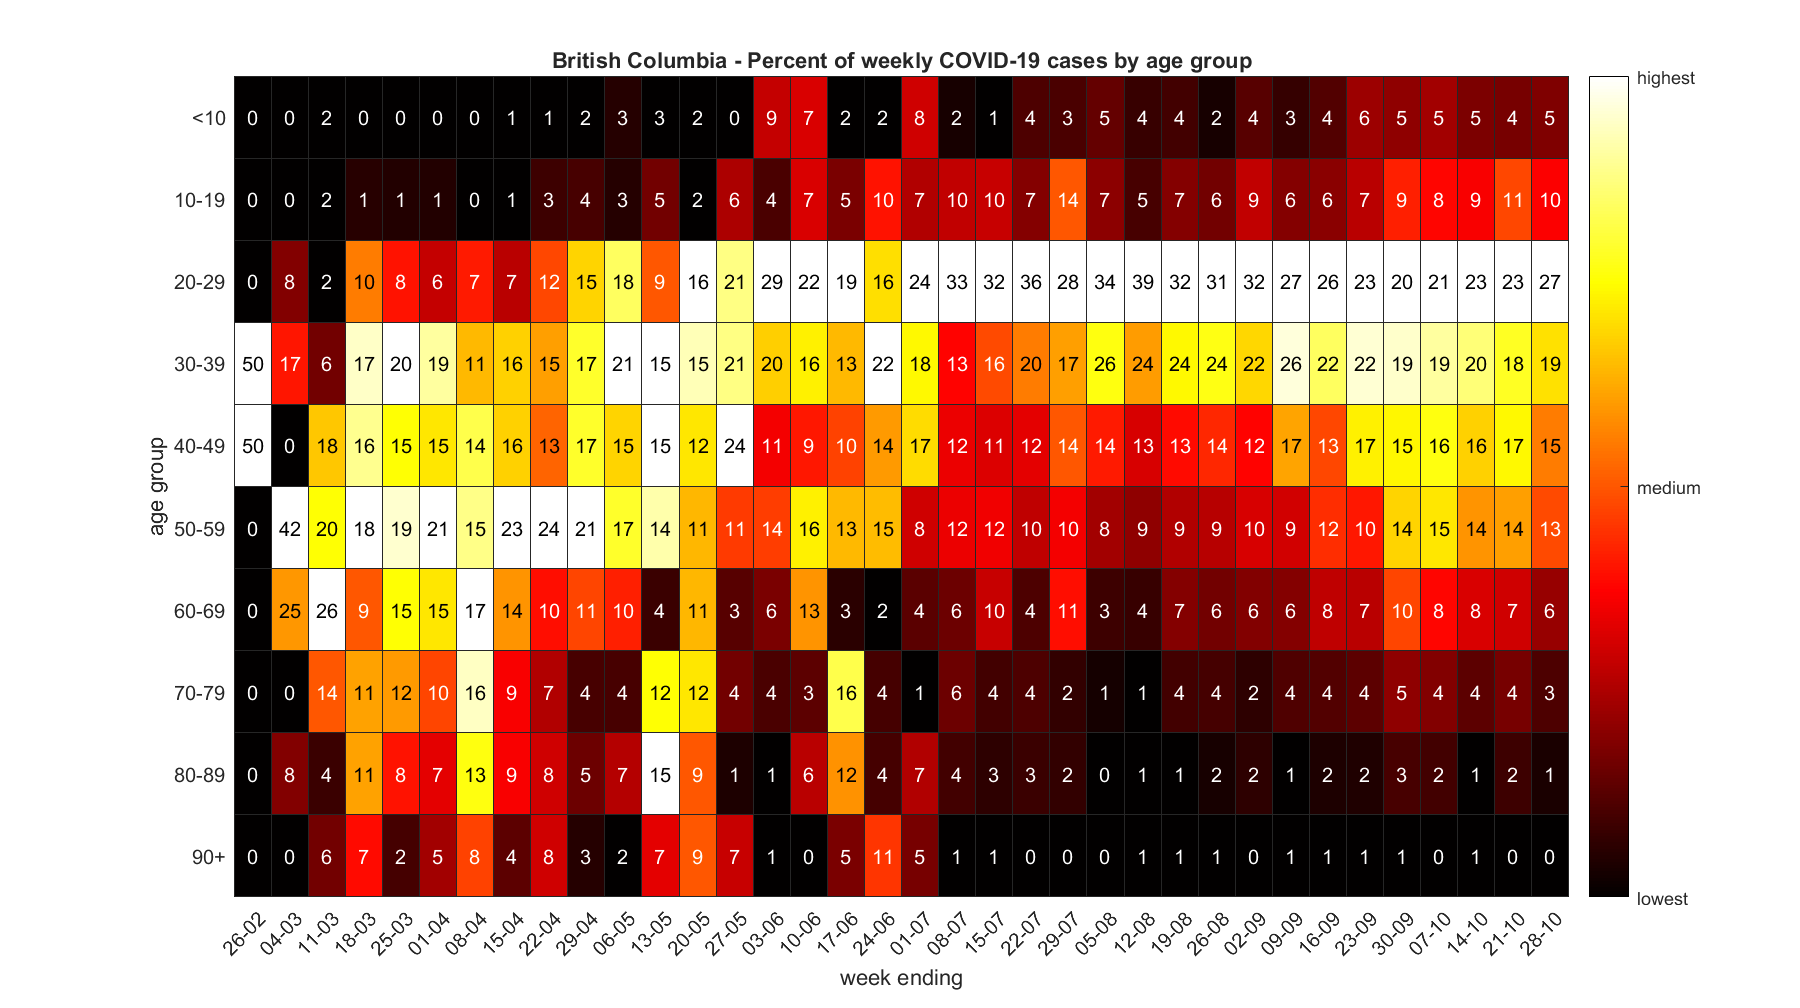 British Columbia - Percent of weekly COVID-19 cases by age group
highest
<10 0 0 2 0 0 0 0 1 1 2 3 3 2 0 9 7 2 2 8 2 1 4 3 5 4 4 2 4 3 4 6 5 5 5 4 5
10-19 0 0 2 1 1 1 0 1 3 4 3 5 2 6 4 7 5 10 7 10 10 7 14 7 5 7 6 9 6 6 7 9 8 9 11 10
20-29 0 8 2 10 8 6 7 7 12 15 18 9 16 21 29 22 19 16 24 33 32 36 28 34 39 32 31 32 27 26 23 20 21 23 23 27
30-39 50 17 6 17 20 19 11 16 15 17 21 15 15 21 20 16 13 22 18 13 16 20 17 26 24 24 24 22 26 22 22 19 19 20 18 19
40-49 50 0 18 16 15 15 14 16 13 17 15 15 12 24 11 9 10 14 17 12 11 12 14 14 13 13 14 12 17 13 17 15 16 16 17 15
age group
medium
50-59 0 42 20 18 19 21 15 23 24 21 17 14 11 11 14 16 13 15 8 12 12 10 10 8 9 9 9 10 9 12 10 14 15 14 14 13
60-69 0 25 26 9 15 15 17 14 10 11 10 4 11 3 6 13 3 2 4 6 10 4 11 3 4 7 6 6 6 8 7 10 8 8 7 6
70-79 0 0 14 11 12 10 16 9 7 4 4 12 12 4 4 3 16 4 1 6 4 4 2 1 1 4 4 2 4 4 4 5 4 4 4 3
80-89 0 8 4 11 8 7 13 9 8 5 7 15 9 1 1 6 12 4 7 4 3 3 2 0 1 1 2 2 1 2 2 3 2 1 2 1
90+ 0 0 6 7 2 5 8 4 8 3 2 7 9 7 1 0 5 11 5 1 1 0 0 0 1 1 1 0 1 1 1 1 0 1 0 0
lowest
26-02 04-03 11-03 18-03 25-03 01-04 08-04 15-04 22-04 29-04 06-05 13-05 20-05 27-05 03-06 10-06 17-06 24-06 01-07 08-07 15-07 22-07 29-07 05-08 12-08 19-08 26-08 02-09 09-09 16-09 23-09 30-09 07-10 14-10 21-10 28-10
week ending